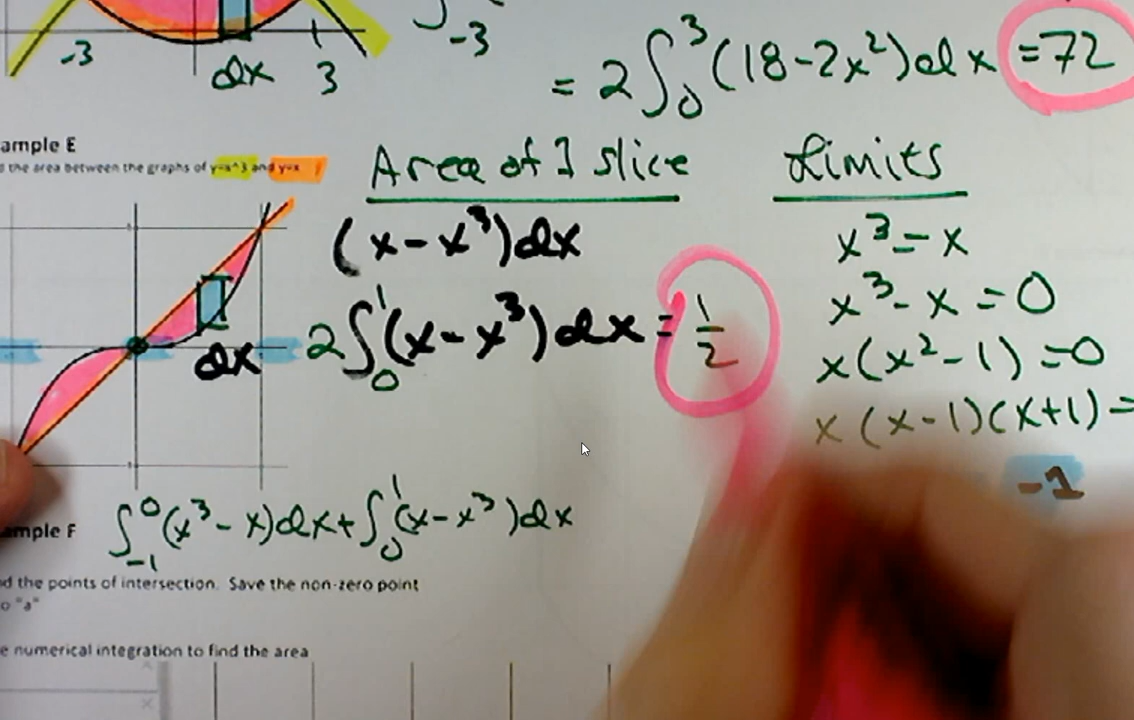 -3
dx
1
3
∫-3
= 2∫₀³(18-2x²)dx =72
ample E
the area between the graphs of y=x^3 and y=x
Area of 1 slice
Limits
(x-x³)dx
x³=x
dx
2∫₀¹(x-x³)dx=1/2
x³-x=0
x(x²-1)=0
x(x-1)(x+1)=
-1
∫₋₁⁰(x³-x)dx+∫₀¹(x-x³)dx
ample F
d the points of intersection. Save the non-zero point
o "a"
e numerical integration to find the area